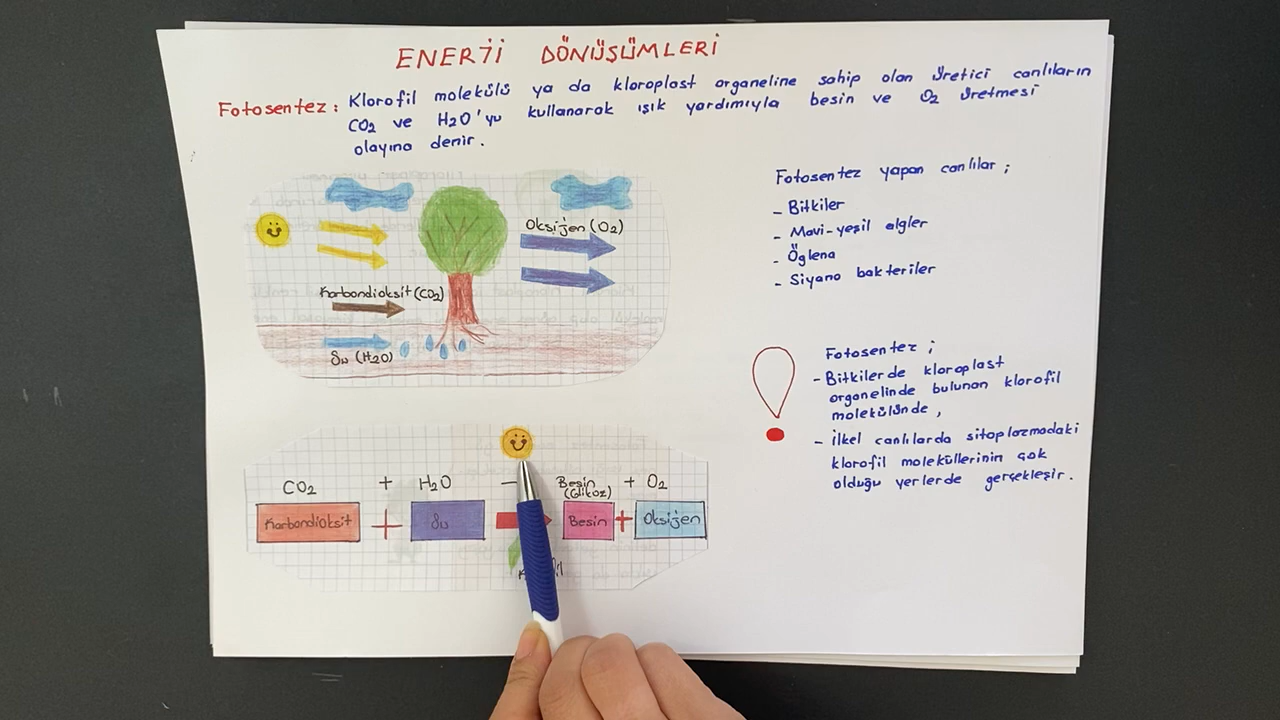 ENERJİ DÖNÜŞÜMLERİ
Fotosentez: Klorofil molekülü ya da kloroplast organeline sahip olan üretici canlıların
CO2 ve H2O'yu kullanarak ışık yardımıyla besin ve O2 üretmesi
olayına denir.
Oksijen (O2)
Karbondioksit (CO2)
Su (H2O)
Fotosentez yapan canlılar;
- Bitkiler
- Mavi-yeşil algler
- Öglena
- Siyano bakteriler
Fotosentez;
- Bitkilerde kloroplast
organelinde bulunan klorofil
molekülünde,
- İlkel canlılarda sitoplazmadaki
klorofil moleküllerinin çok
olduğu yerlerde gerçekleşir.
CO2 + H2O Besin + O2
(Glikoz)
Karbondioksit + Su Besin + Oksijen